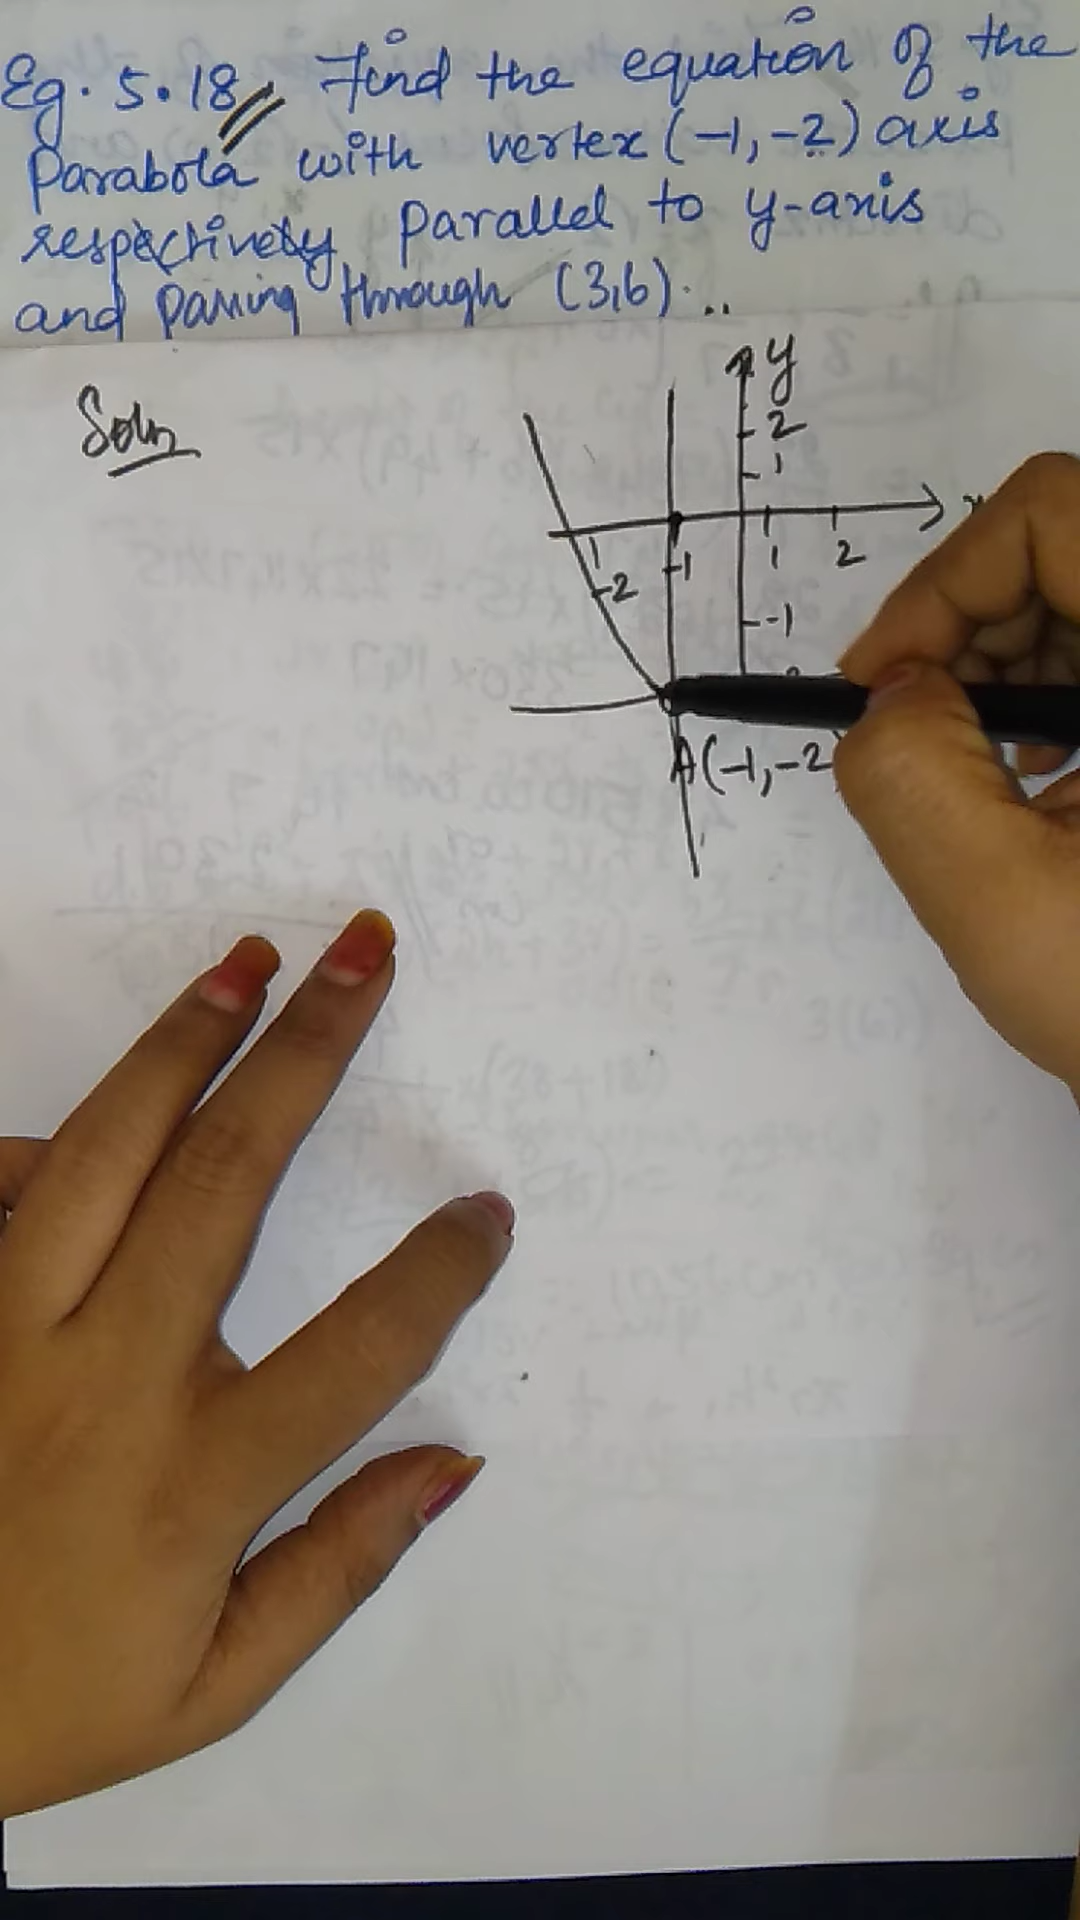 Eg. 5.18 Find the equation of the
Parabola with vertex (-1,-2) axis
respectively parallel to y-axis
and passing through (3,6)...
Soln
y
2
1
-2
-1
1
2
-1
A(-1,-2